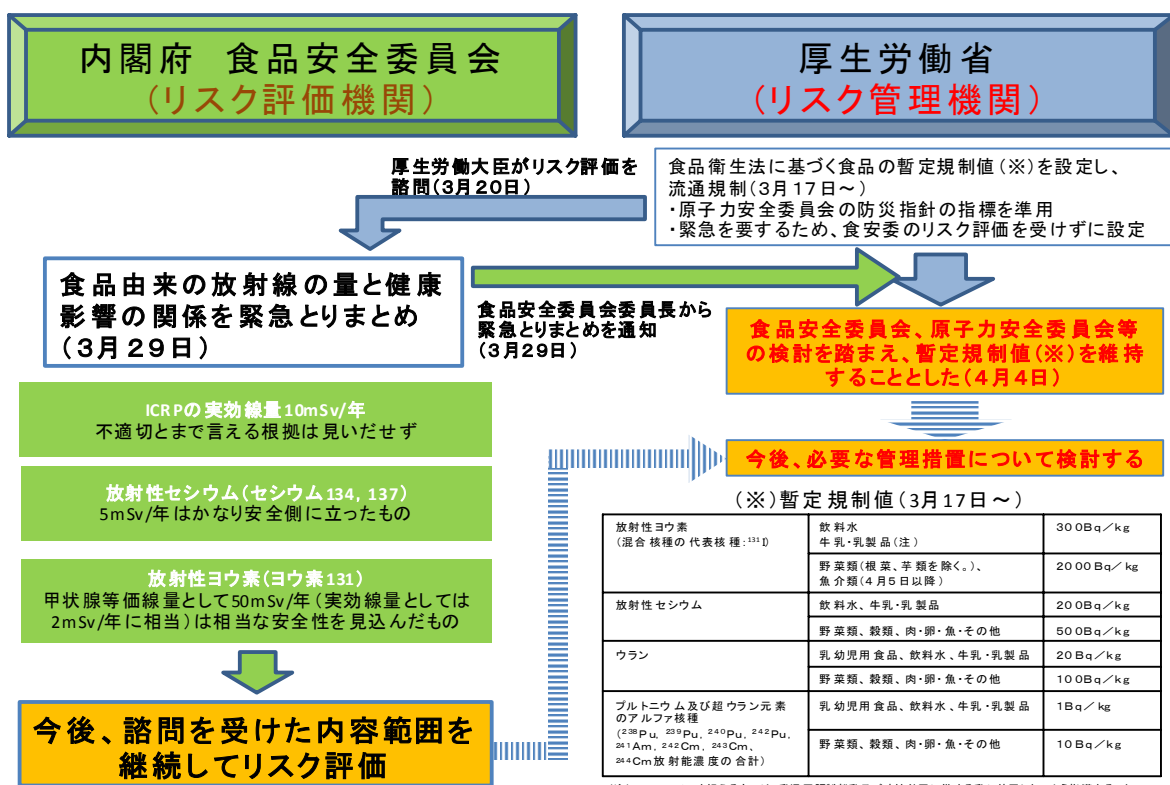 内閣府 食品安全委員会
(リスク評価機関)
厚生労働省
(リスク管理機関)
厚生労働大臣がリスク評価を
諮問(3月20日)
食品衛生法に基づく食品の暫定規制値(※)を設定し、
流通規制(3月17日~)
・原子力安全委員会の防災指針の指標を準用
・緊急を要するため、食安委のリスク評価を受けずに設定
食品由来の放射線の量と健康
影響の関係を緊急とりまとめ
(3月29日)
食品安全委員会委員長から
緊急とりまとめを通知
(3月29日)
食品安全委員会、原子力安全委員会等
の検討を踏まえ、暫定規制値(※)を維持
することとした(4月4日)
ICRPの実効線量10mSv/年
不適切とまで言える根拠は見いだせず
放射性セシウム(セシウム134, 137)
5mSv/年はかなり安全側に立ったもの
放射性ヨウ素(ヨウ素131)
甲状腺等価線量として50mSv/年(実効線量としては
2mSv/年に相当)は相当な安全性を見込んだもの
今後、諮問を受けた内容範囲を
継続してリスク評価
今後、必要な管理措置について検討する
(※)暫定規制値(3月17日~)
放射性ヨウ素
(混合核種の代表核種:¹³¹I)
飲料水
牛乳・乳製品(注)
300Bq/kg
野菜類(根菜、芋類を除く。)、
魚介類(4月5日以降)
2000Bq/kg
放射性セシウム
飲料水、牛乳・乳製品
200Bq/kg
野菜類、穀類、肉・卵・魚・その他
500Bq/kg
ウラン
乳幼児用食品、飲料水、牛乳・乳製品
20Bq/kg
野菜類、穀類、肉・卵・魚・その他
100Bq/kg
プルトニウム及び超ウラン元素
のアルファ核種
(²³⁸Pu, ²³⁹Pu, ²⁴⁰Pu, ²⁴²Pu,
²⁴¹Am, ²⁴²Cm, ²⁴³Cm,
²⁴⁴Cm放射能濃度の合計)
乳幼児用食品、飲料水、牛乳・乳製品
1Bq/kg
野菜類、穀類、肉・卵・魚・その他
10Bq/kg